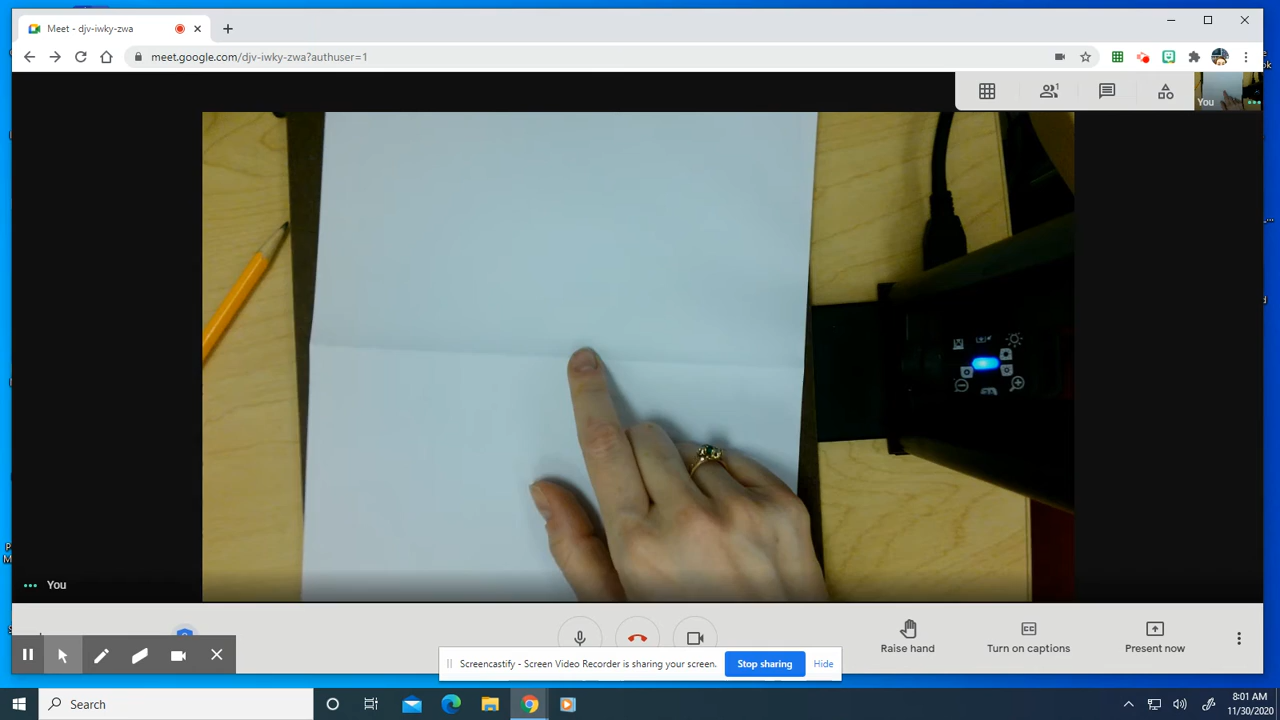 Meet - djv-iwky-zwa
meet.google.com/djv-iwky-zwa?authuser=1
1
You
You
Raise hand
Turn on captions
Present now
Screencastify - Screen Video Recorder is sharing your screen.
Stop sharing
Hide
Search
8:01 AM
11/30/2020